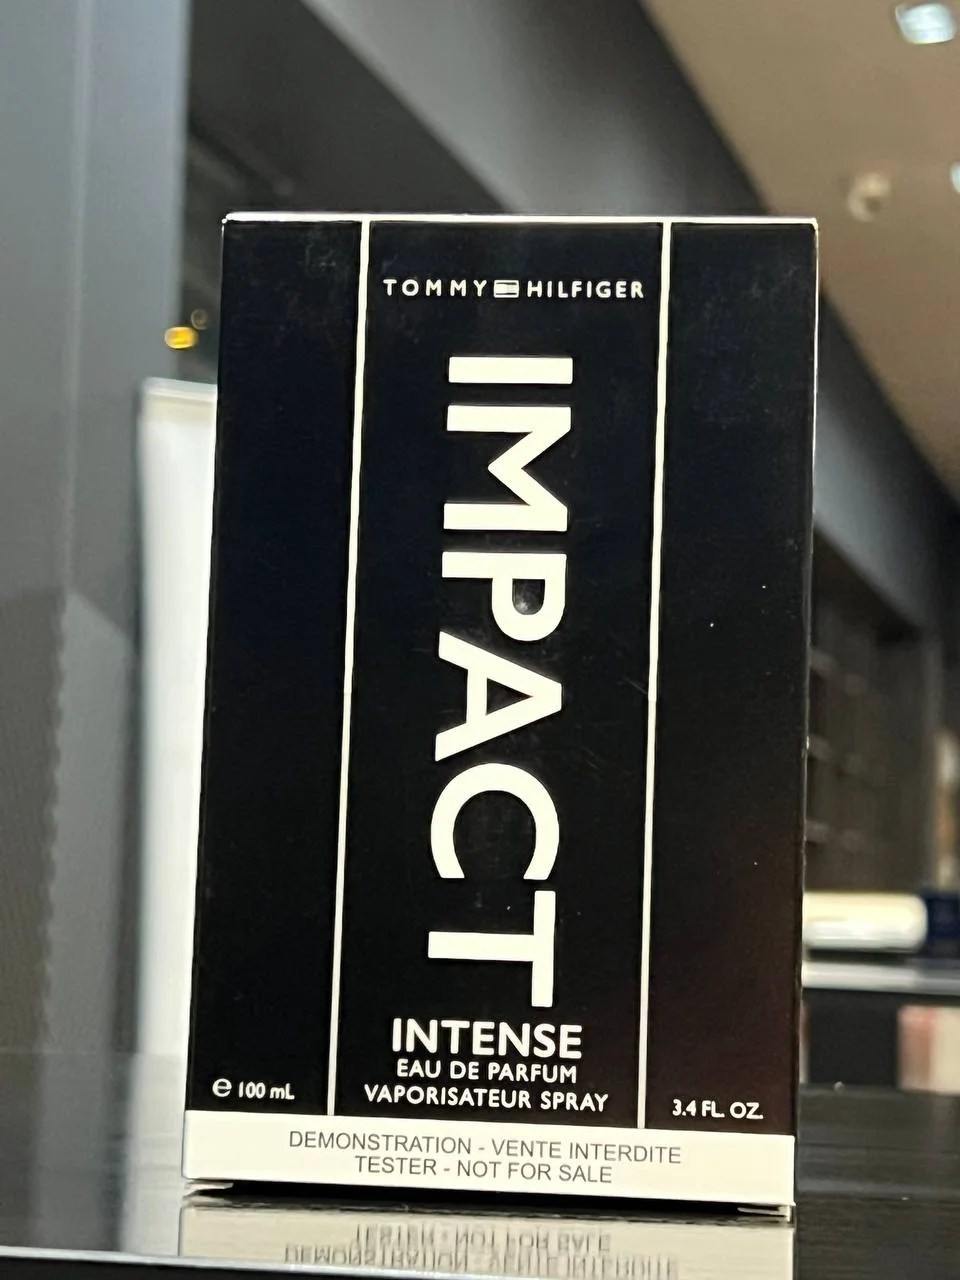 TOMMY HILFIGER
IMPACT
INTENSE
EAU DE PARFUM
VAPORISATEUR SPRAY
e 100 mL
3.4 FL. OZ.
DEMONSTRATION - VENTE INTERDITE
TESTER - NOT FOR SALE